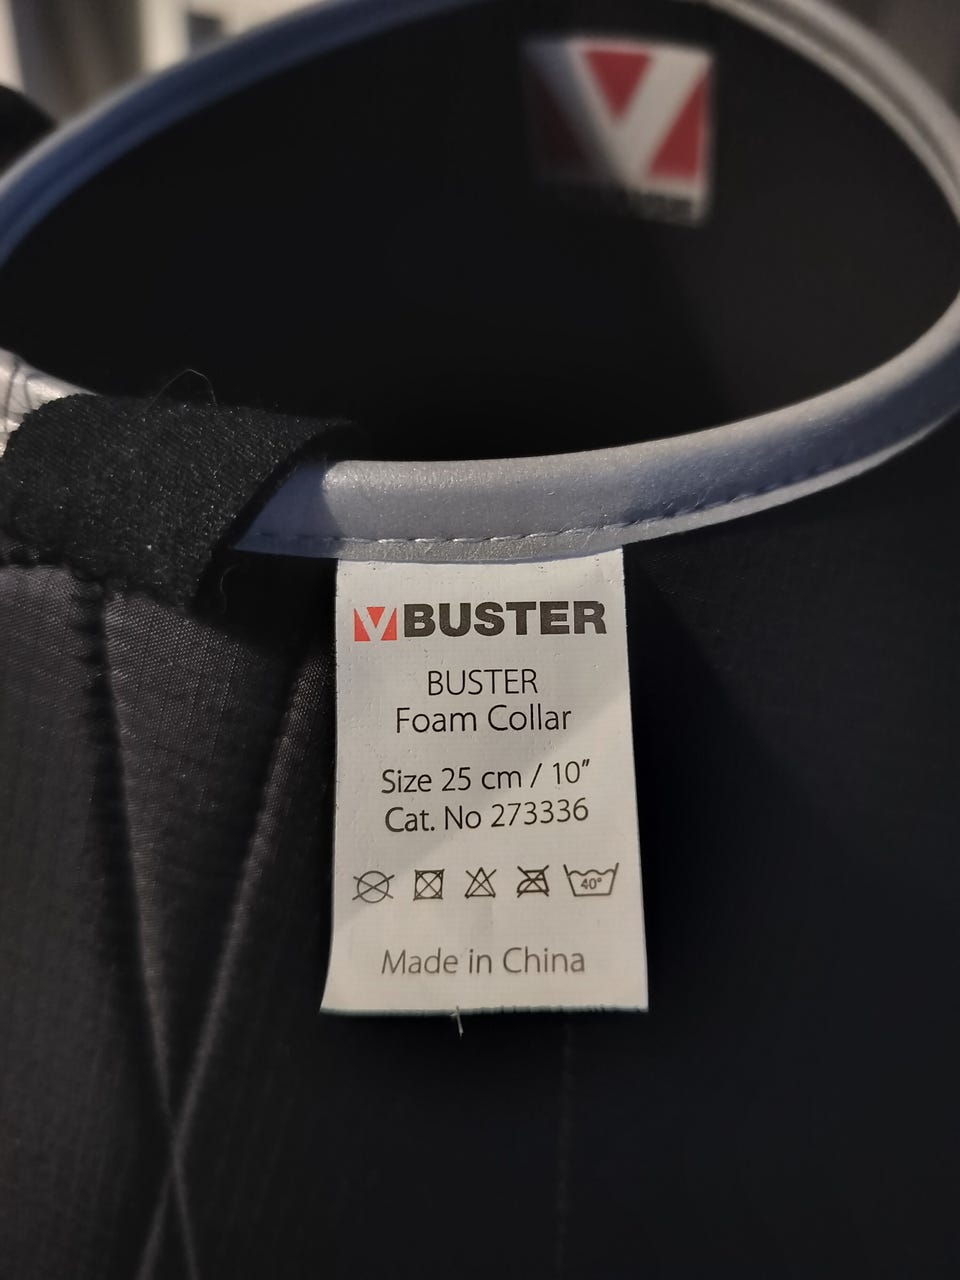 BUSTER
BUSTER
Foam Collar
Size 25 cm / 10”
Cat. No 273336
40°
Made in China